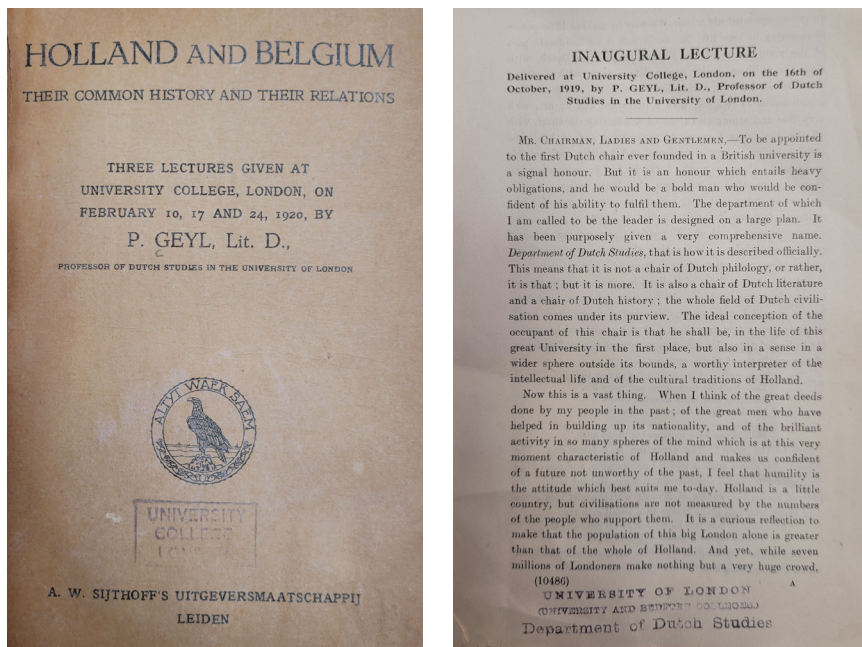 HOLLAND AND BELGIUM
THEIR COMMON HISTORY AND THEIR RELATIONS
THREE LECTURES GIVEN AT
UNIVERSITY COLLEGE, LONDON, ON
FEBRUARY 10, 17 AND 24, 1920, BY
P. GEYL, Lit. D.,
PROFESSOR OF DUTCH STUDIES IN THE UNIVERSITY OF LONDON
ALTYT WAEK SAEM
UNIVERSITY
COLLEGE
A. W. SIJTHOFF'S UITGEVERSMAATSCHAPPIJ
LEIDEN
INAUGURAL LECTURE
Delivered at University College, London, on the 16th of
October, 1919, by P. GEYL, Lit. D., Professor of Dutch
Studies in the University of London.
MR. CHAIRMAN, LADIES AND GENTLEMEN,—To be appointed
to the first Dutch chair ever founded in a British university is
a signal honour. But it is an honour which entails heavy
obligations, and he would be a bold man who would be con-
fident of his ability to fulfil them. The department of which
I am called to be the leader is designed on a large plan. It
has been purposely given a very comprehensive name.
Department of Dutch Studies, that is how it is described officially.
This means that it is not a chair of Dutch philology, or rather,
it is that ; but it is more. It is also a chair of Dutch literature
and a chair of Dutch history ; the whole field of Dutch civili-
sation comes under its purview. The ideal conception of the
occupant of this chair is that he shall be, in the life of this
great University in the first place, but also in a sense in a
wider sphere outside its bounds, a worthy interpreter of the
intellectual life and of the cultural traditions of Holland.
Now this is a vast thing. When I think of the great deeds
done by my people in the past ; of the great men who have
helped in building up its nationality, and of the brilliant
activity in so many spheres of the mind which is at this very
moment characteristic of Holland and makes us confident
of a future not unworthy of the past, I feel that humility is
the attitude which best suits me to-day. Holland is a little
country, but civilisations are not measured by the numbers
of the people who support them. It is a curious reflection to
make that the population of this big London alone is greater
than that of the whole of Holland. And yet, while seven
millions of Londoners make nothing but a very huge crowd,
(10486) A
UNIVERSITY OF LONDON
(UNIVERSITY AND BEDFORD COLLEGES)
Department of Dutch Studies